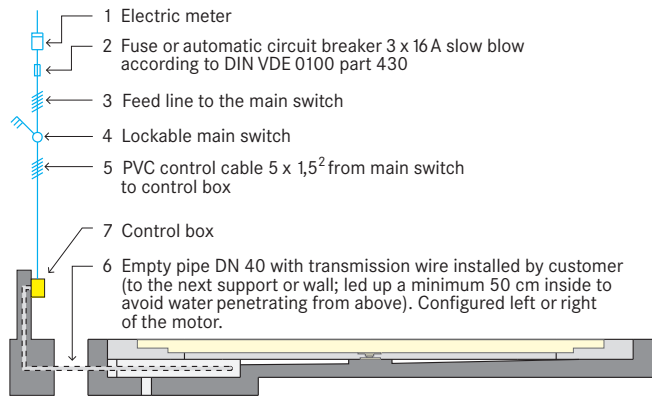 1 Electric meter
2 Fuse or automatic circuit breaker 3 x 16 A slow blow
according to DIN VDE 0100 part 430
3 Feed line to the main switch
4 Lockable main switch
5 PVC control cable 5 x 1,5² from main switch
to control box
7 Control box
6 Empty pipe DN 40 with transmission wire installed by customer
(to the next support or wall; led up a minimum 50 cm inside to
avoid water penetrating from above). Configured left or right
of the motor.